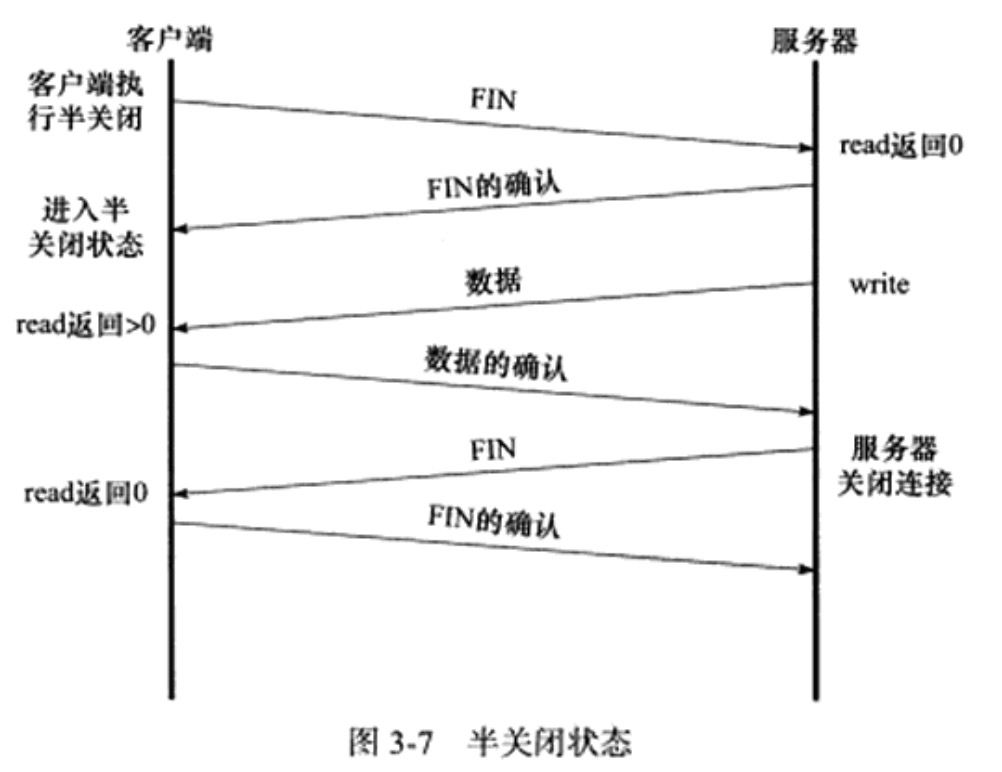 客户端
服务器
客户端执
行半关闭
FIN
read返回0
FIN的确认
进入半
关闭状态
数据
write
read返回>0
数据的确认
FIN
服务器
关闭连接
read返回0
FIN的确认
图 3-7 半关闭状态